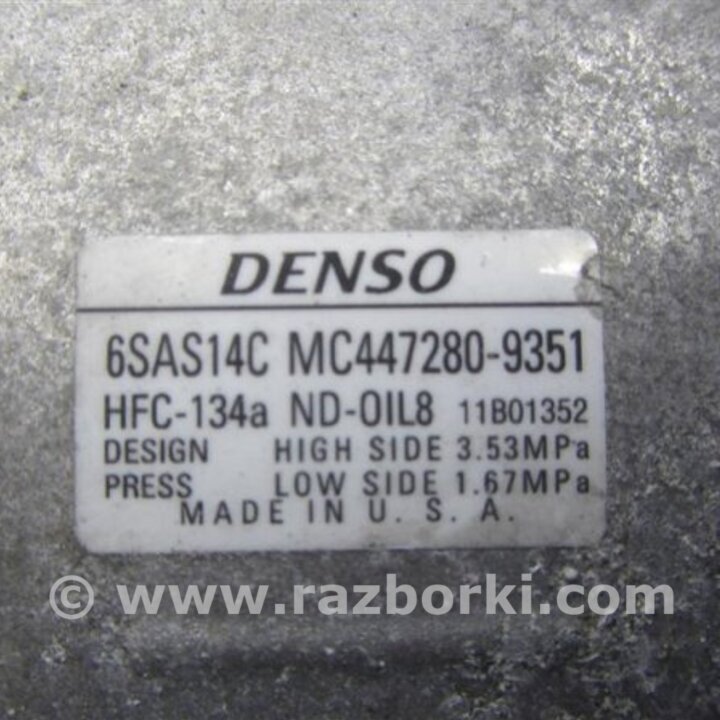 DENSO
6SAS14C MC447280-9351
HFC-134a ND-OIL8 11B01352
DESIGN HIGH SIDE 3.53MPa
PRESS LOW SIDE 1.67MPa
MADE IN U. S. A.
© www.razborki.com